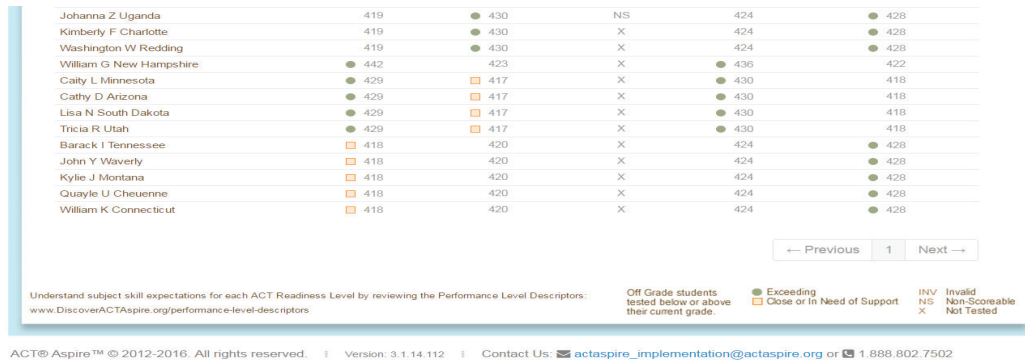 Johanna Z Uganda 419 430 NS 424 428
Kimberly F Charlotte 419 430 X 424 428
Washington W Redding 419 430 X 424 428
William G New Hampshire 442 423 X 436 422
Caity L Minnesota 429 417 X 430 418
Cathy D Arizona 429 417 X 430 418
Lisa N South Dakota 429 417 X 430 418
Tricia R Utah 429 417 X 430 418
Barack I Tennessee 418 420 X 424 428
John Y Waverly 418 420 X 424 428
Kylie J Montana 418 420 X 424 428
Quayle U Cheuenne 418 420 X 424 428
William K Connecticut 418 420 X 424 428
← Previous 1 Next →
Understand subject skill expectations for each ACT Readiness Level by reviewing the Performance Level Descriptors:
www.DiscoverACTAspire.org/performance-level-descriptors
Off Grade students
tested below or above
their current grade.
Exceeding
Close or In Need of Support
INV Invalid
NS Non-Scoreable
X Not Tested
ACT® Aspire™ © 2012-2016. All rights reserved. Version: 3.1.14.112 Contact Us: actaspire_implementation@actaspire.org or 1.888.802.7502